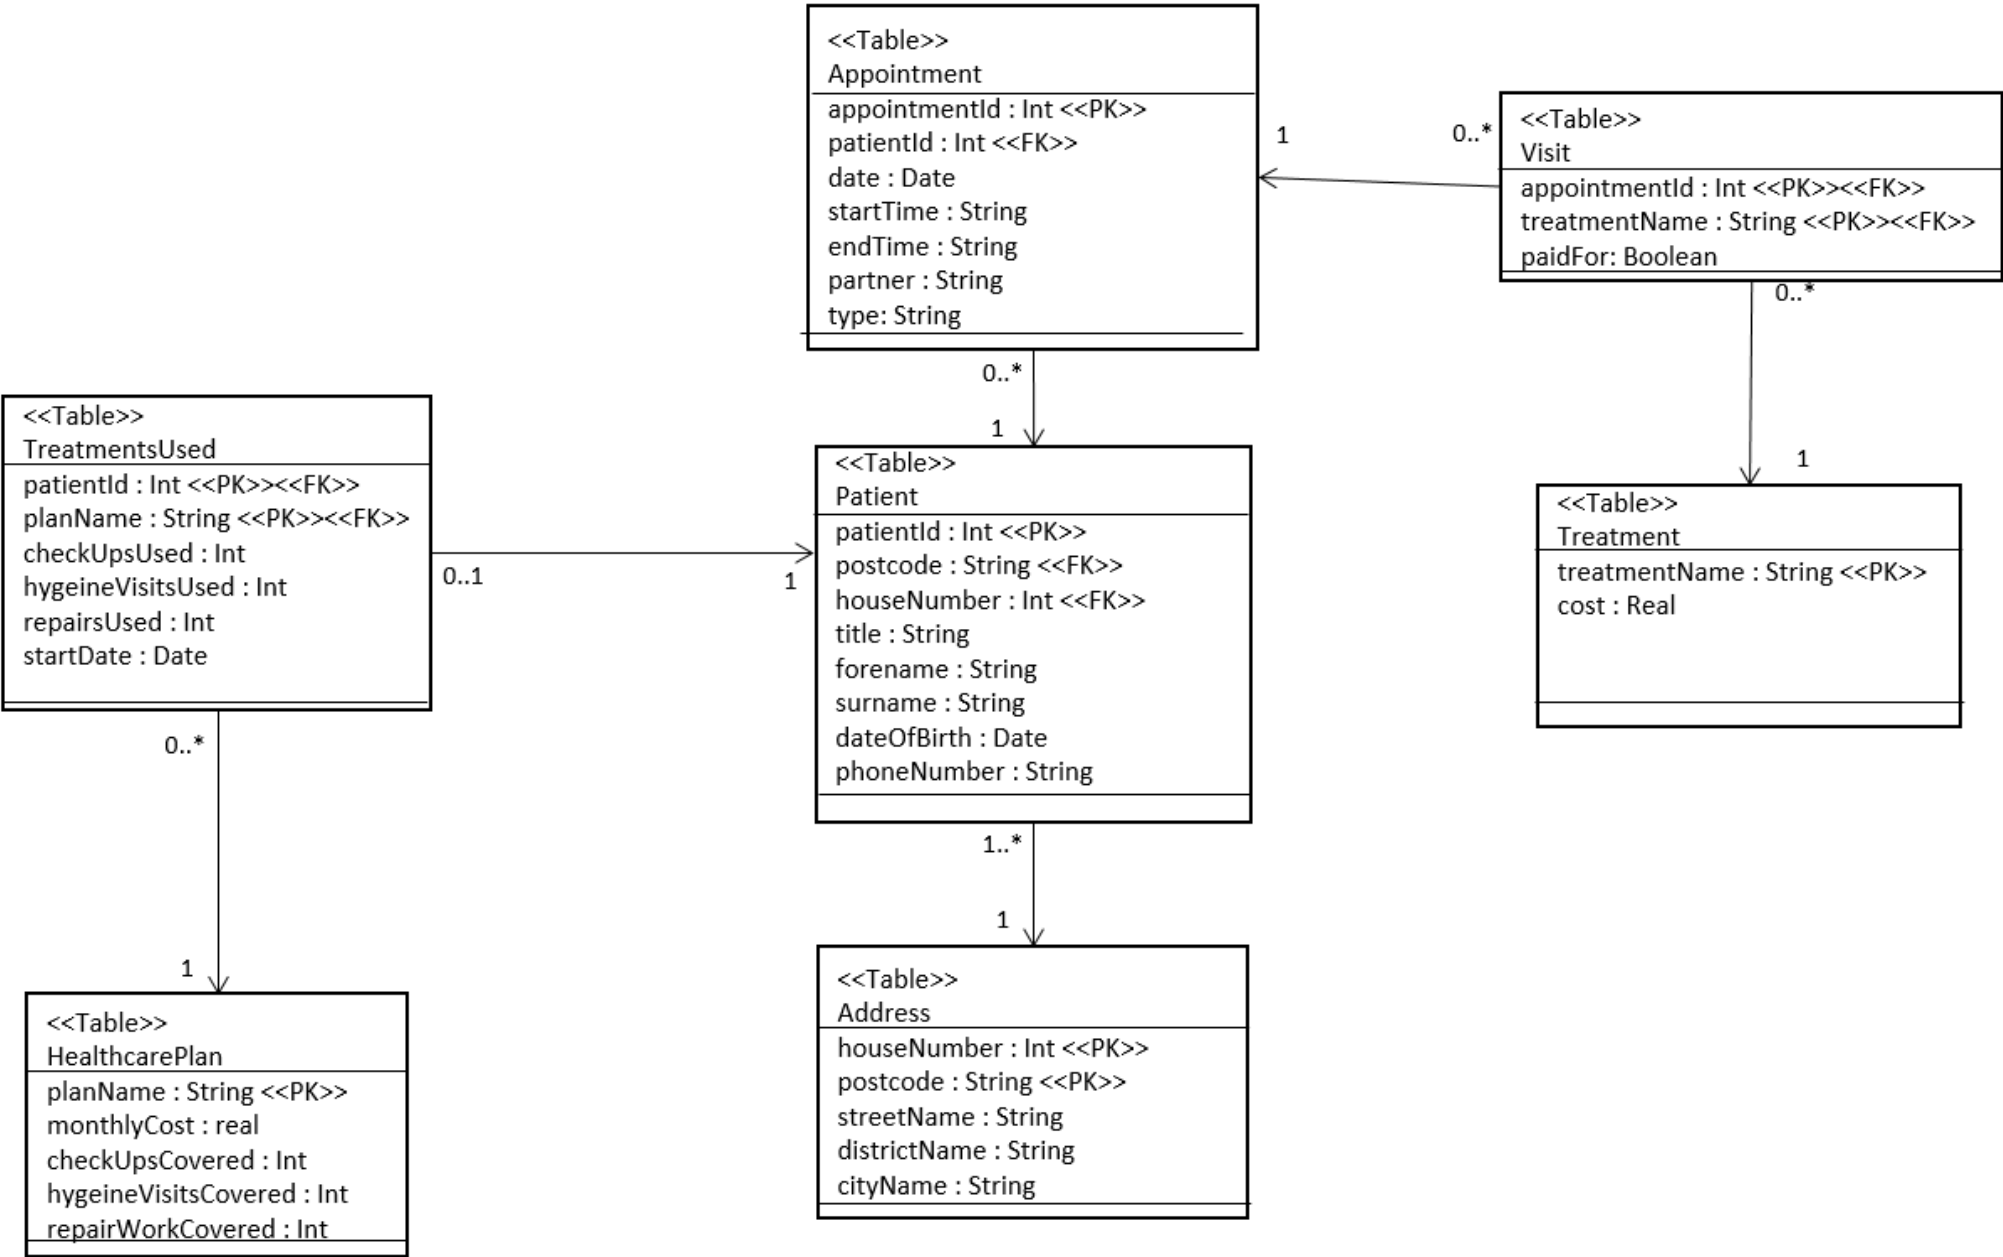 <<Table>>
Appointment
appointmentId : Int <<PK>>
patientId : Int <<FK>>
date : Date
startTime : String
endTime : String
partner : String
type: String
1
0..*
<<Table>>
Visit
appointmentId : Int <<PK>><<FK>>
treatmentName : String <<PK>><<FK>>
paidFor: Boolean
0..*
1
0..*
1
<<Table>>
TreatmentsUsed
patientId : Int <<PK>><<FK>>
planName : String <<PK>><<FK>>
checkUpsUsed : Int
hygeineVisitsUsed : Int
repairsUsed : Int
startDate : Date
0..1
1
<<Table>>
Patient
patientId : Int <<PK>>
postcode : String <<FK>>
houseNumber : Int <<FK>>
title : String
forename : String
surname : String
dateOfBirth : Date
phoneNumber : String
<<Table>>
Treatment
treatmentName : String <<PK>>
cost : Real
0..*
1
1..*
1
<<Table>>
HealthcarePlan
planName : String <<PK>>
monthlyCost : real
checkUpsCovered : Int
hygeineVisitsCovered : Int
repairWorkCovered : Int
<<Table>>
Address
houseNumber : Int <<PK>>
postcode : String <<PK>>
streetName : String
districtName : String
cityName : String